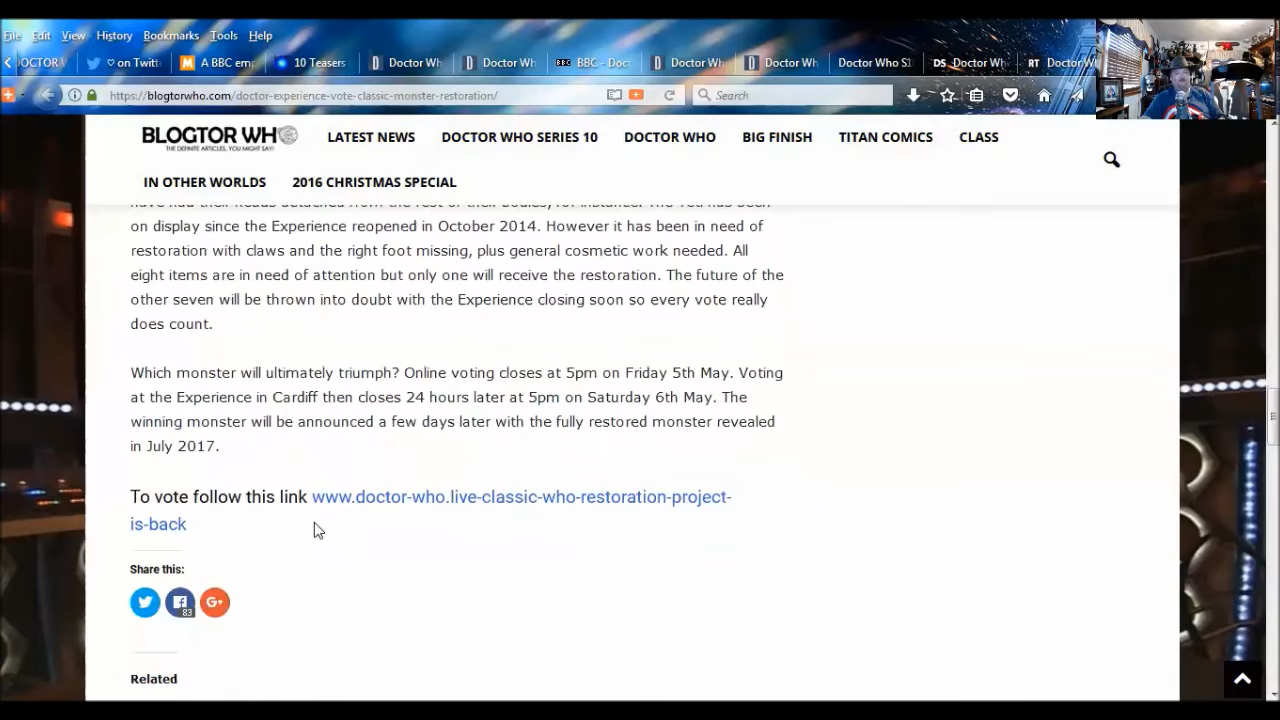 File Edit View History Bookmarks Tools Help
DOCTOR on Twitt A BBC emp 10 Teasers Doctor Wh Doctor Wh BBC - Doc Doctor Wh Doctor Wh Doctor Who S1 DS Doctor Wh RT Doctor W
https://blogtorwho.com/doctor-experience-vote-classic-monster-restoration/ Search
BLOGTOR WHO LATEST NEWS DOCTOR WHO SERIES 10 DOCTOR WHO BIG FINISH TITAN COMICS CLASS
THE DEFINITE ARTICLES, YOU MIGHT SAY!
IN OTHER WORLDS 2016 CHRISTMAS SPECIAL
have had their heads detached from the rest of their bodies, for instance. The Yeti has been
on display since the Experience reopened in October 2014. However it has been in need of
restoration with claws and the right foot missing, plus general cosmetic work needed. All
eight items are in need of attention but only one will receive the restoration. The future of the
other seven will be thrown into doubt with the Experience closing soon so every vote really
does count.
Which monster will ultimately triumph? Online voting closes at 5pm on Friday 5th May. Voting
at the Experience in Cardiff then closes 24 hours later at 5pm on Saturday 6th May. The
winning monster will be announced a few days later with the fully restored monster revealed
in July 2017.
To vote follow this link www.doctor-who.live-classic-who-restoration-project-
is-back
Share this:
83
G+
Related